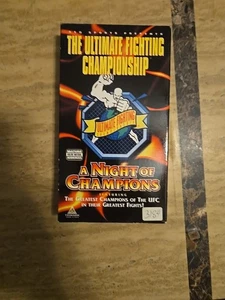 THE ULTIMATE FIGHTING
CHAMPIONSHIP
ULTIMATE FIGHTING
A NIGHT OF
CHAMPIONS
FEATURING
THE GREATEST CHAMPIONS OF THE UFC
IN THEIR GREATEST FIGHTS!